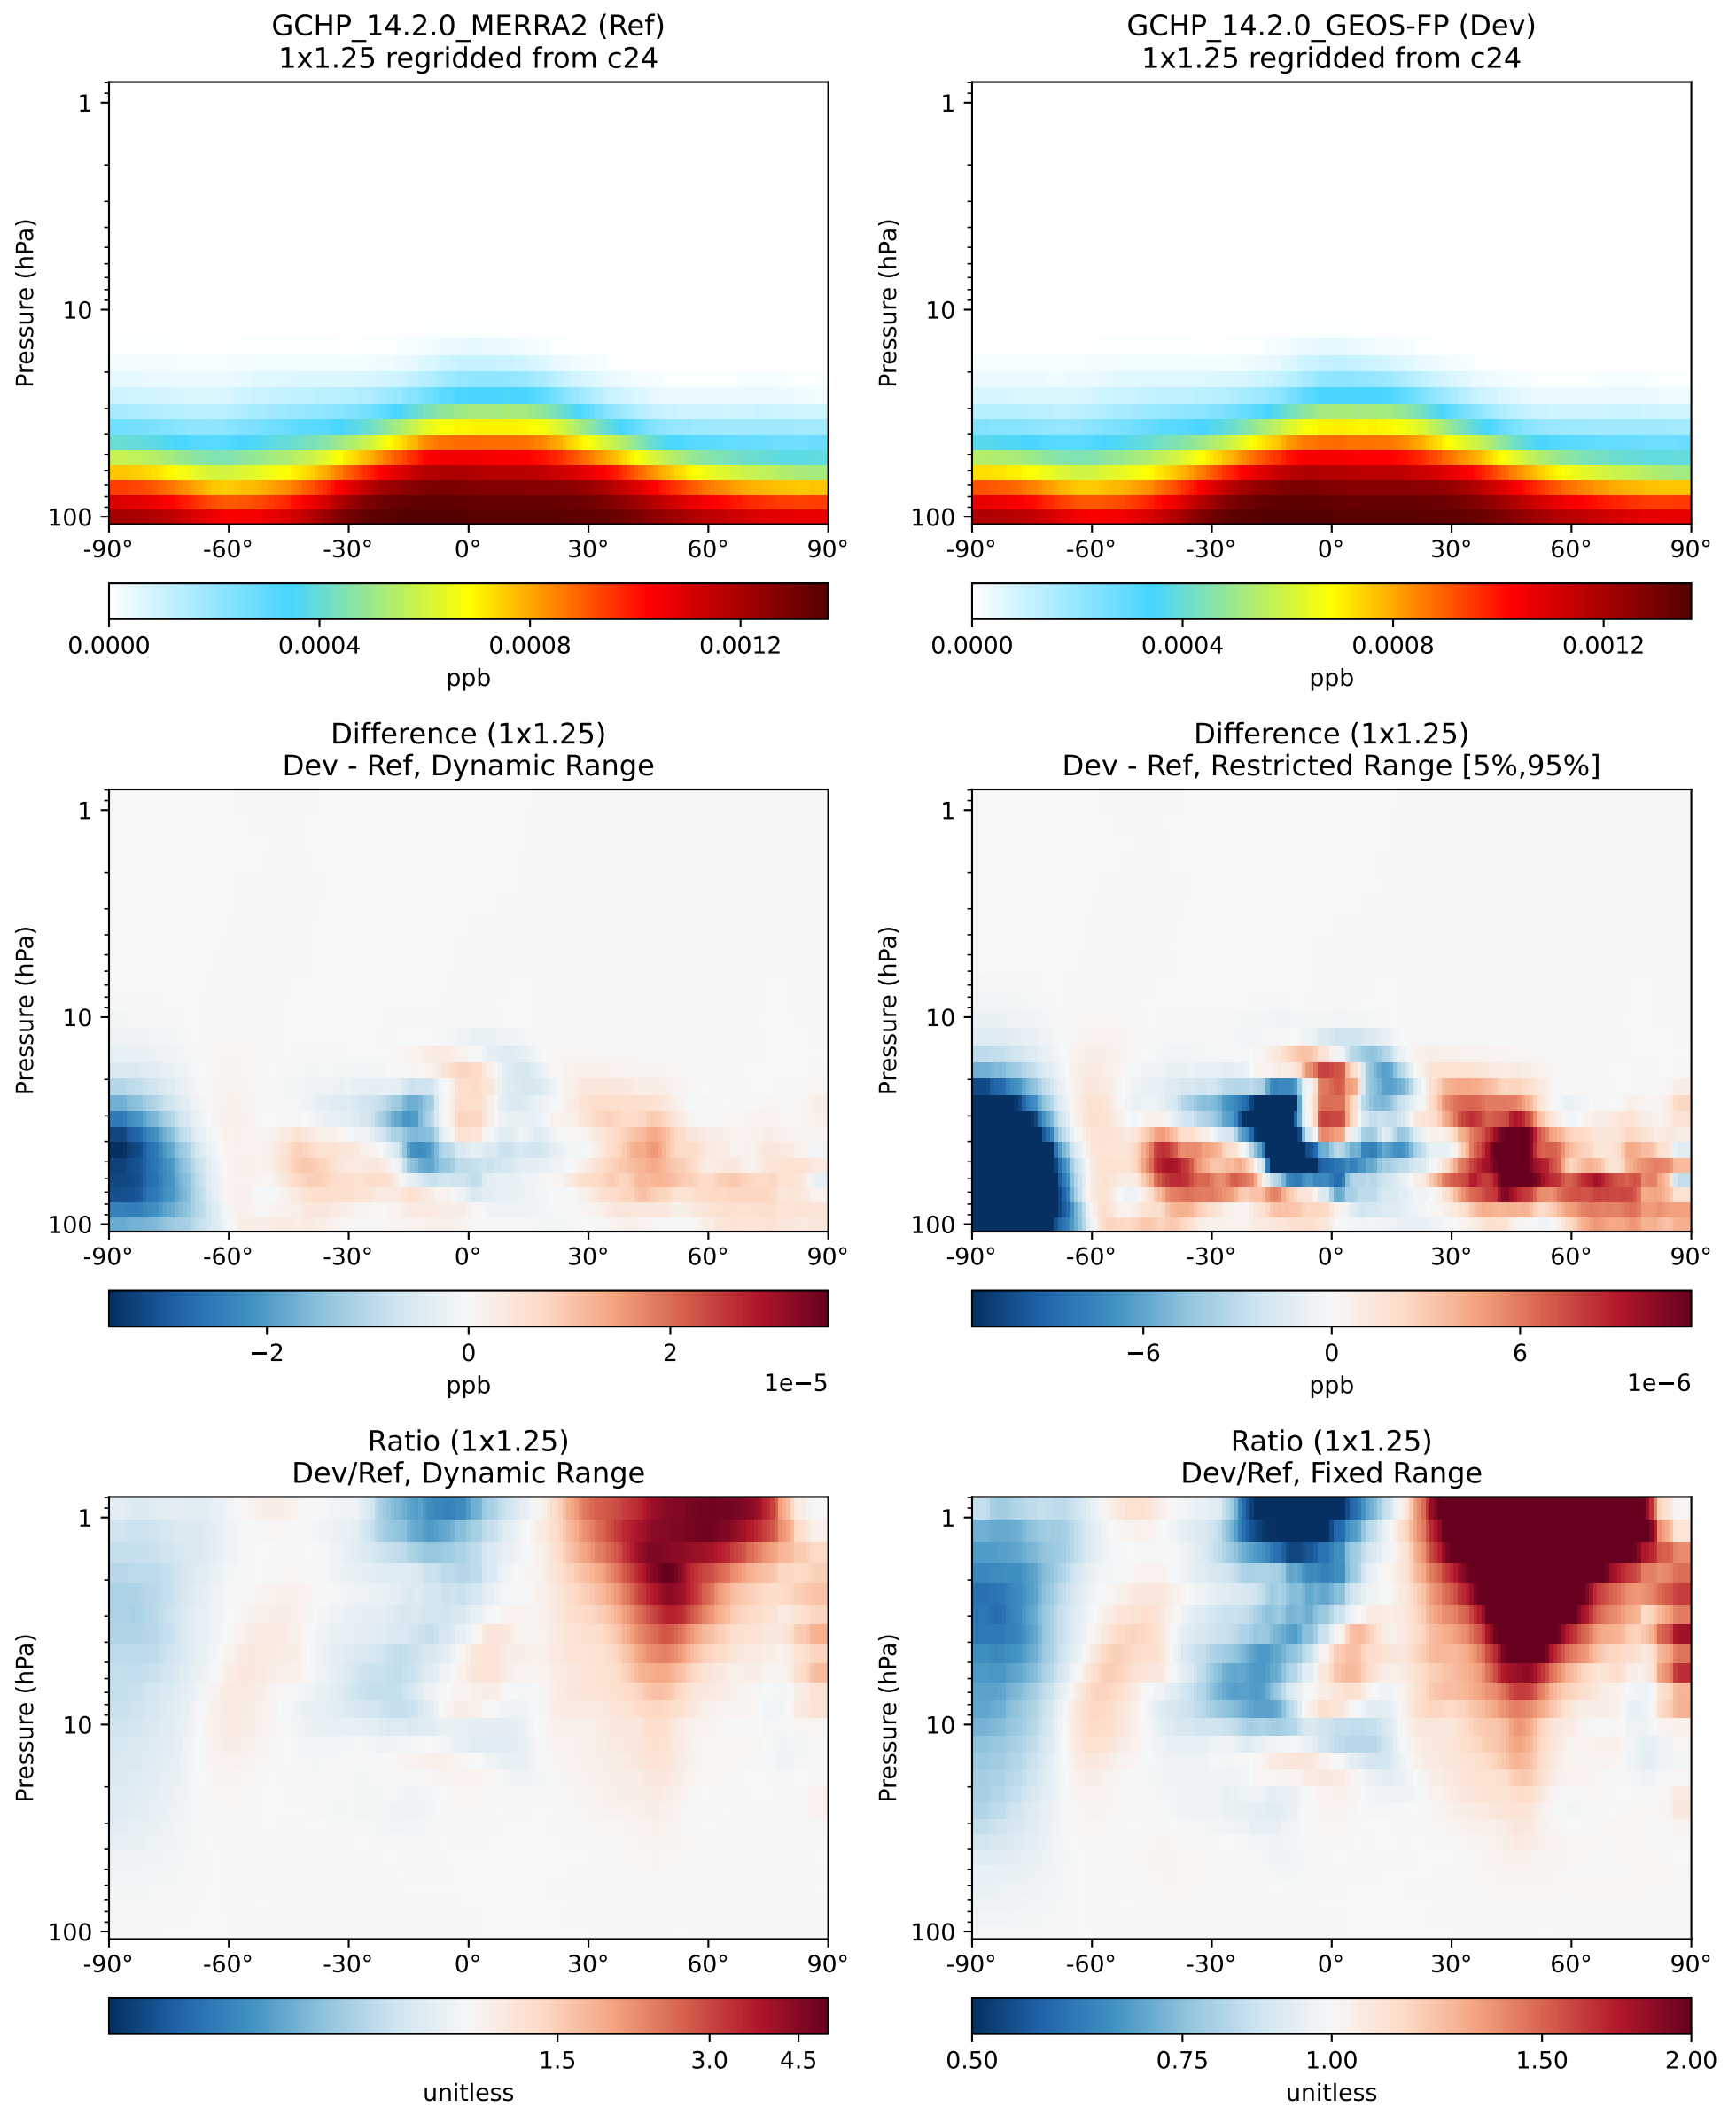 GCHP_14.2.0_MERRA2 (Ref)
1x1.25 regridded from c24
GCHP_14.2.0_GEOS-FP (Dev)
1x1.25 regridded from c24
Pressure (hPa)
1
10
100
-90° -60° -30° 0° 30° 60° 90°
0.0000 0.0004 0.0008 0.0012
ppb
Pressure (hPa)
1
10
100
-90° -60° -30° 0° 30° 60° 90°
0.0000 0.0004 0.0008 0.0012
ppb
Difference (1x1.25)
Dev - Ref, Dynamic Range
Difference (1x1.25)
Dev - Ref, Restricted Range [5%,95%]
Pressure (hPa)
1
10
100
-90° -60° -30° 0° 30° 60° 90°
−2 0 2
1e−5
ppb
Pressure (hPa)
1
10
100
-90° -60° -30° 0° 30° 60° 90°
−6 0 6
1e−6
ppb
Ratio (1x1.25)
Dev/Ref, Dynamic Range
Ratio (1x1.25)
Dev/Ref, Fixed Range
Pressure (hPa)
1
10
100
-90° -60° -30° 0° 30° 60° 90°
1.5 3.0 4.5
unitless
Pressure (hPa)
1
10
100
-90° -60° -30° 0° 30° 60° 90°
0.50 0.75 1.00 1.50 2.00
unitless